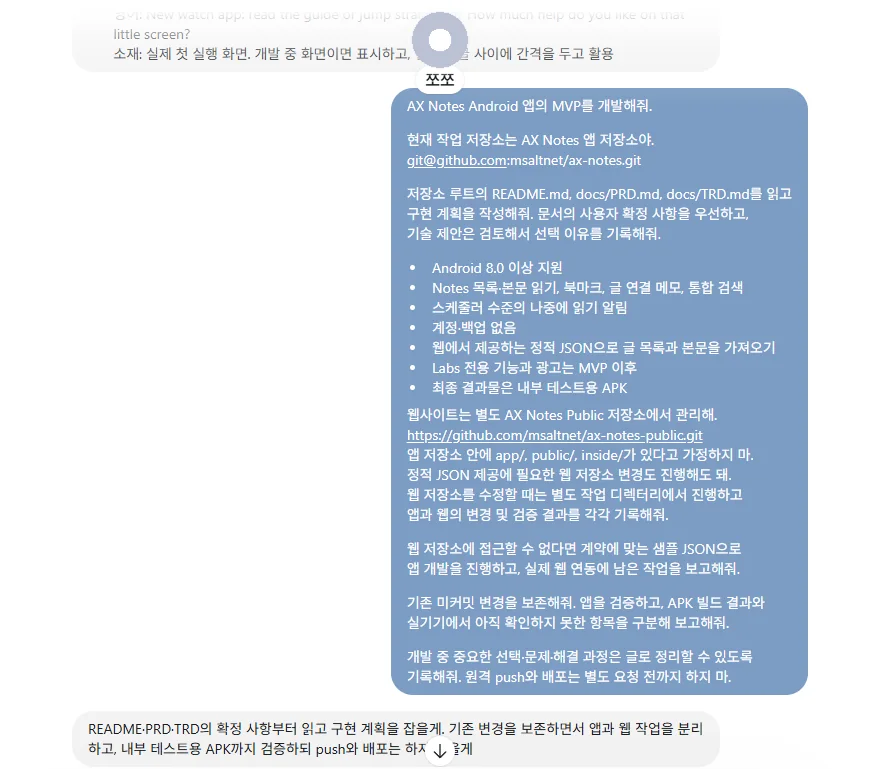 little screen?
소재: 실제 첫 실행 화면. 개발 중 화면이면 표시하고, 사이에 간격을 두고 활용
쪼쪼
AX Notes Android 앱의 MVP를 개발해줘.
현재 작업 저장소는 AX Notes 앱 저장소야.
git@github.com:msaltnet/ax-notes.git
저장소 루트의 README.md, docs/PRD.md, docs/TRD.md를 읽고
구현 계획을 작성해줘. 문서의 사용자 확정 사항을 우선하고,
기술 제안은 검토해서 선택 이유를 기록해줘.
• Android 8.0 이상 지원
• Notes 목록·본문 읽기, 북마크, 글 연결 메모, 통합 검색
• 스케줄러 수준의 나중에 읽기 알림
• 계정·백업 없음
• 웹에서 제공하는 정적 JSON으로 글 목록과 본문을 가져오기
• Labs 전용 기능과 광고는 MVP 이후
• 최종 결과물은 내부 테스트용 APK
웹사이트는 별도 AX Notes Public 저장소에서 관리해.
https://github.com/msaltnet/ax-notes-public.git
앱 저장소 안에 app/, public/, inside/가 있다고 가정하지 마.
정적 JSON 제공에 필요한 웹 저장소 변경도 진행해도 돼.
웹 저장소를 수정할 때는 별도 작업 디렉터리에서 진행하고
앱과 웹의 변경 및 검증 결과를 각각 기록해줘.
웹 저장소에 접근할 수 없다면 계약에 맞는 샘플 JSON으로
앱 개발을 진행하고, 실제 웹 연동에 남은 작업을 보고해줘.
기존 미커밋 변경을 보존해줘. 앱을 검증하고, APK 빌드 결과와
실기기에서 아직 확인하지 못한 항목을 구분해 보고해줘.
개발 중 중요한 선택·문제·해결 과정은 글로 정리할 수 있도록
기록해줘. 원격 push와 배포는 별도 요청 전까지 하지 마.
README·PRD·TRD의 확정 사항부터 읽고 구현 계획을 잡을게. 기존 변경을 보존하면서 앱과 웹 작업을 분리
하고, 내부 테스트용 APK까지 검증하되 push와 배포는